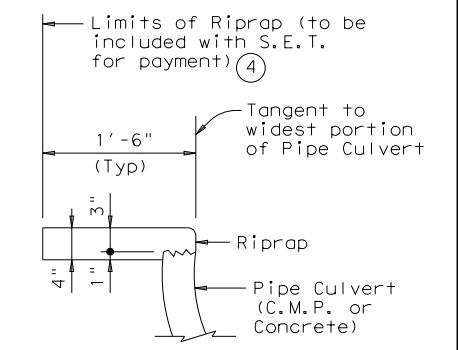 Limits of Riprap (to be
included with S.E.T.
for payment) 4
Tangent to
widest portion
of Pipe Culvert
1'-6"
(Typ)
3"
Riprap
4"
1"
Pipe Culvert
(C.M.P. or
Concrete)